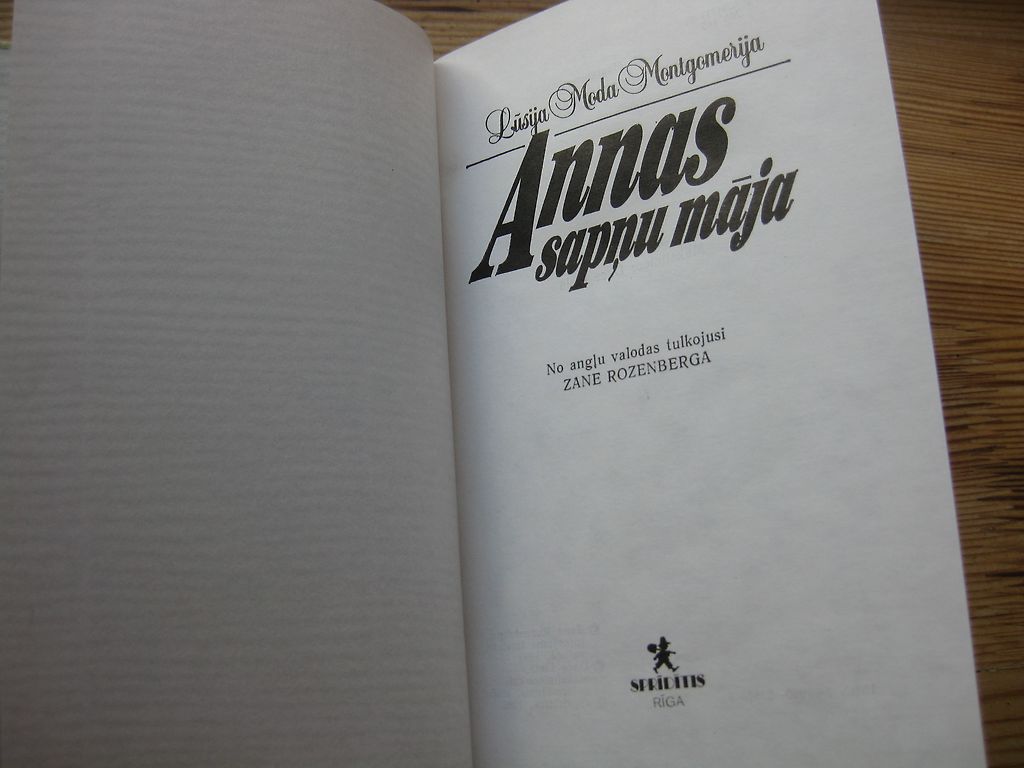 Lūsija Moda Montgomerija
Annas
sapņu māja
No angļu valodas tulkojusi
ZANE ROZENBERGA
SPRĪDĪTIS
RĪGA